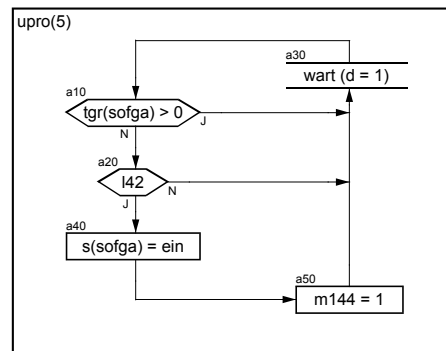 upro(5)
a30
wart (d = 1)
a10
tgr(sofga) > 0
J
N
a20
l42
N
J
a40
s(sofga) = ein
a50
m144 = 1